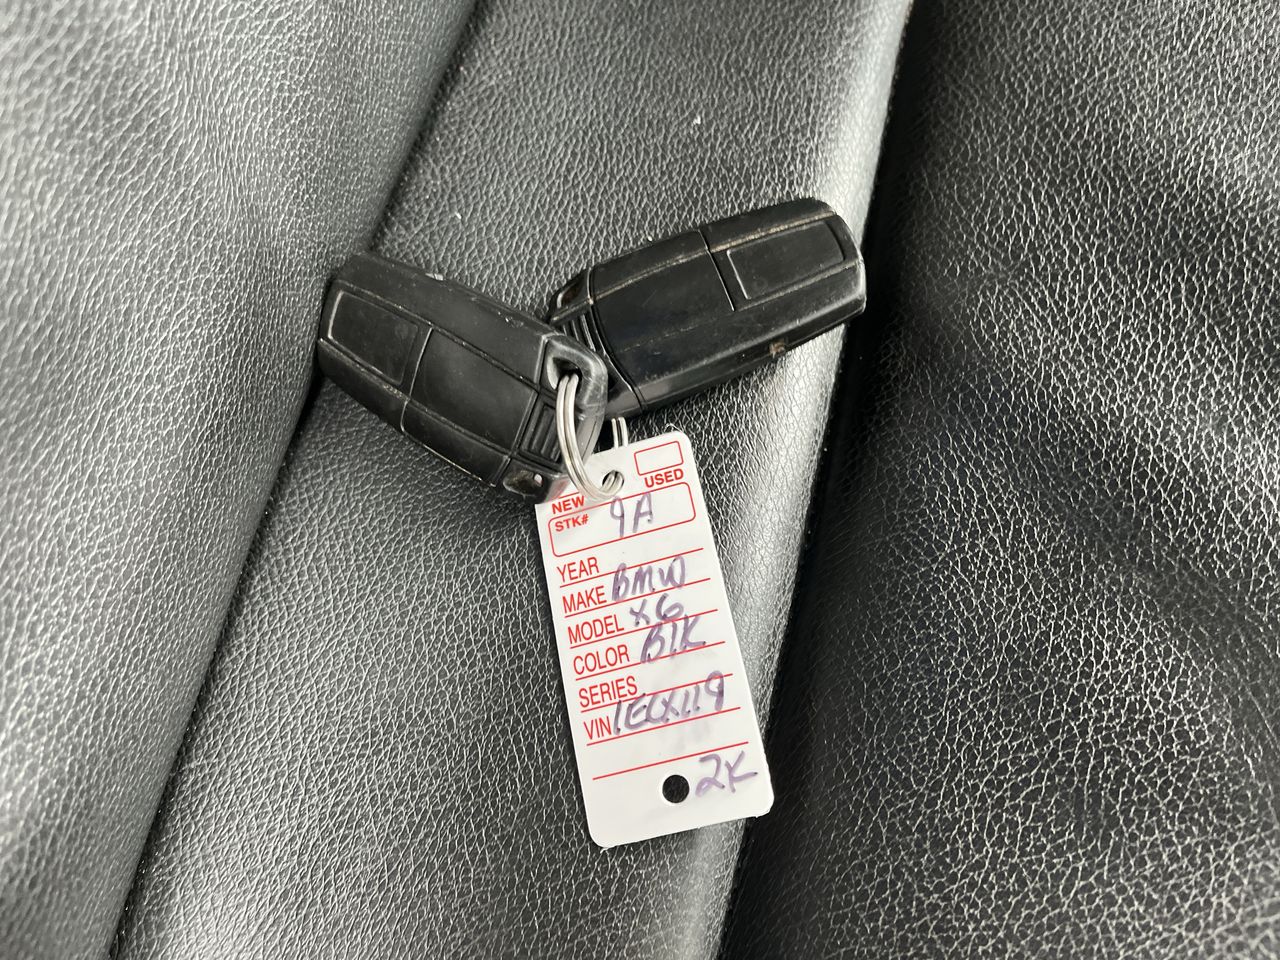 USED
NEW
STK# 9A
YEAR
MAKE BMW
MODEL X6
COLOR BlK
SERIES
VIN
2K